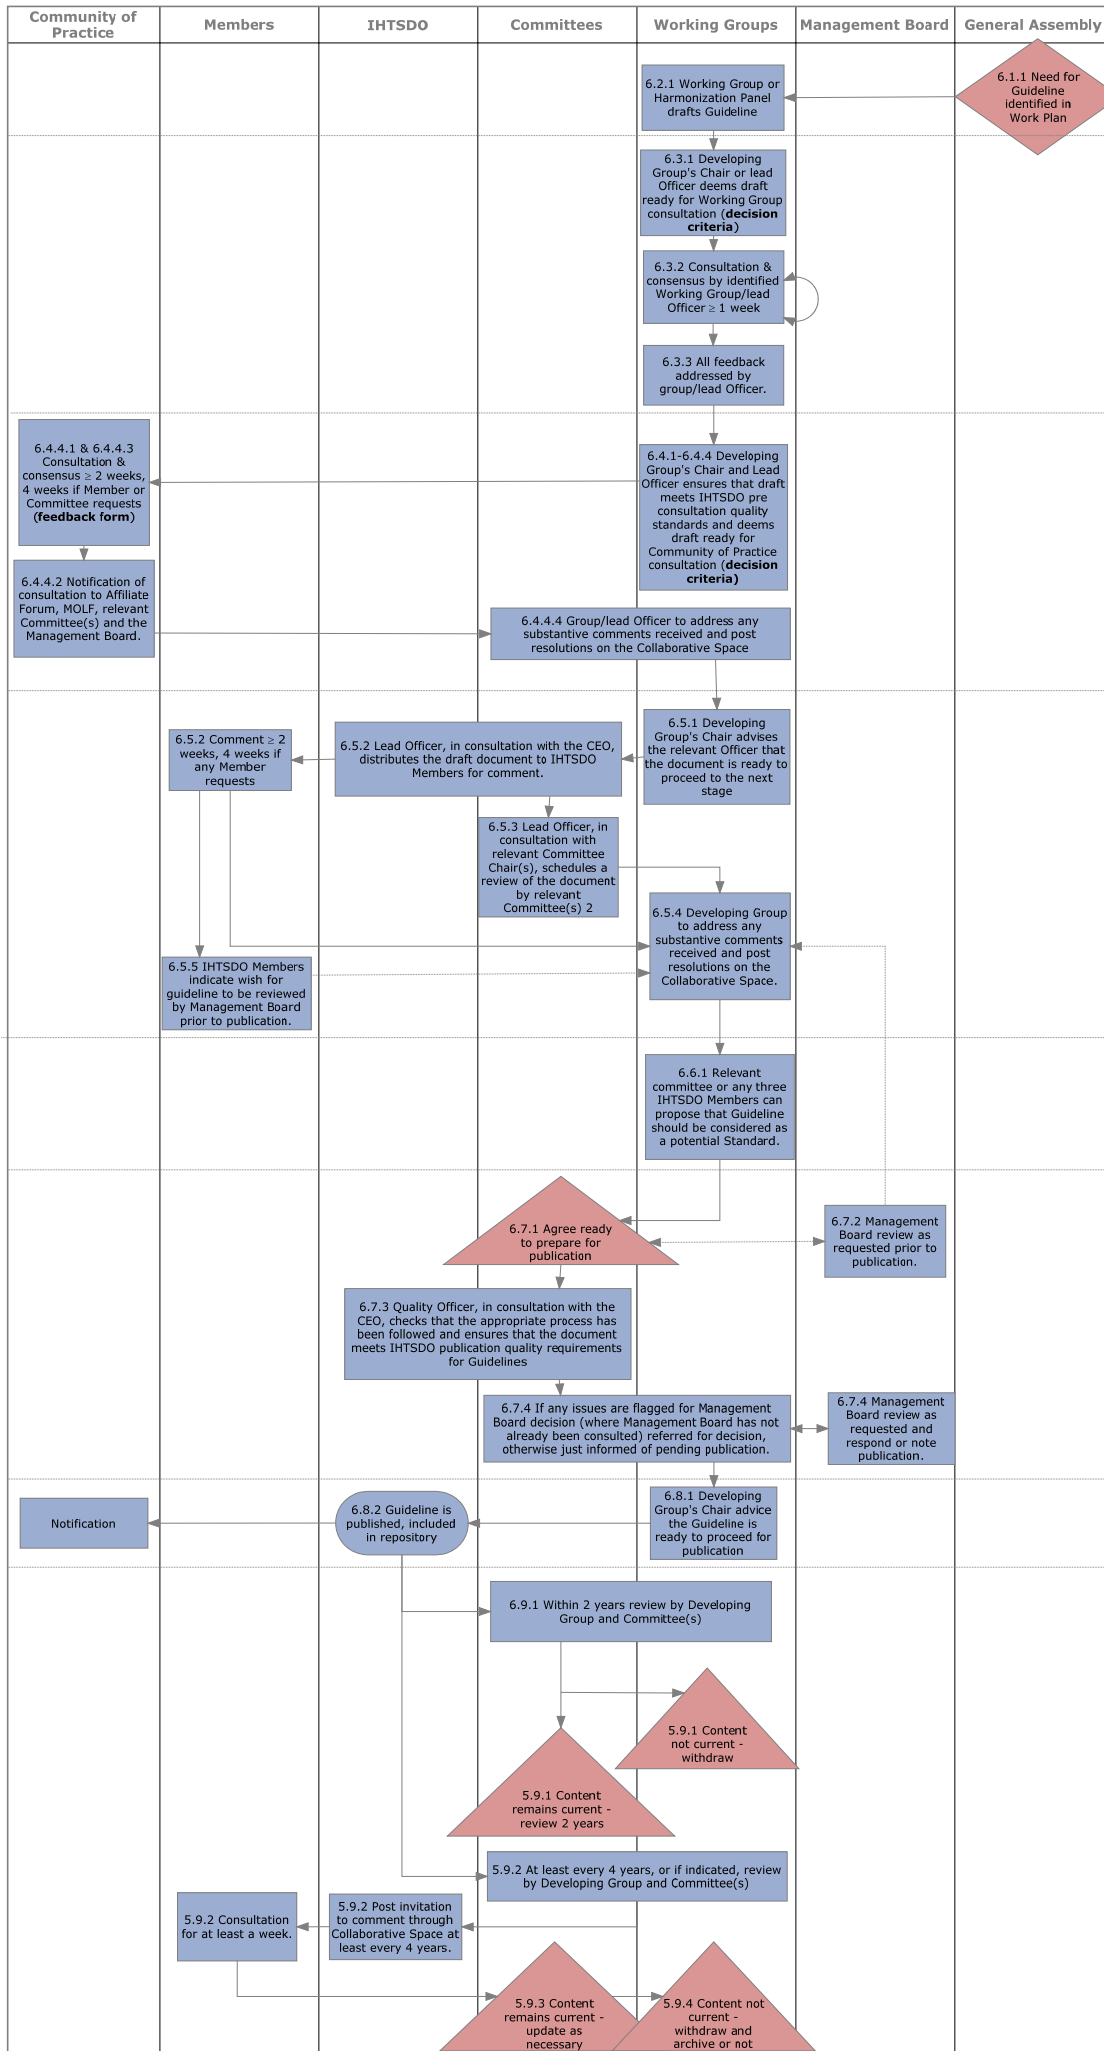 Community of
Practice
Members
IHTSDO
Committees
Working Groups
Management Board
General Assembly
6.1.1 Need for
Guideline
identified in
Work Plan
6.2.1 Working Group or
Harmonization Panel
drafts Guideline
6.3.1 Developing
Group's Chair or lead
Officer deems draft
ready for Working Group
consultation (decision
criteria)
6.3.2 Consultation &
consensus by identified
Working Group/lead
Officer ≥ 1 week
6.3.3 All feedback
addressed by
group/lead Officer.
6.4.4.1 & 6.4.4.3
Consultation &
consensus ≥ 2 weeks,
4 weeks if Member or
Committee requests
(feedback form)
6.4.1-6.4.4 Developing
Group's Chair and Lead
Officer ensures that draft
meets IHTSDO pre
consultation quality
standards and deems
draft ready for
Community of Practice
consultation (decision
criteria)
6.4.4.2 Notification of
consultation to Affiliate
Forum, MOLF, relevant
Committee(s) and the
Management Board.
6.4.4.4 Group/lead Officer to address any
substantive comments received and post
resolutions on the Collaborative Space
6.5.1 Developing
Group's Chair advises
the relevant Officer that
the document is ready to
proceed to the next
stage
6.5.2 Lead Officer, in consultation with the CEO,
distributes the draft document to IHTSDO
Members for comment.
6.5.2 Comment ≥ 2
weeks, 4 weeks if
any Member
requests
6.5.3 Lead Officer, in
consultation with
relevant Committee
Chair(s), schedules a
review of the document
by relevant
Committee(s) 2
6.5.4 Developing Group
to address any
substantive comments
received and post
resolutions on the
Collaborative Space.
6.5.5 IHTSDO Members
indicate wish for
guideline to be reviewed
by Management Board
prior to publication.
6.6.1 Relevant
committee or any three
IHTSDO Members can
propose that Guideline
should be considered as
a potential Standard.
6.7.1 Agree ready
to prepare for
publication
6.7.2 Management
Board review as
requested prior to
publication.
6.7.3 Quality Officer, in consultation with the
CEO, checks that the appropriate process has
been followed and ensures that the document
meets IHTSDO publication quality requirements
for Guidelines
6.7.4 If any issues are flagged for Management
Board decision (where Management Board has not
already been consulted) referred for decision,
otherwise just informed of pending publication.
6.7.4 Management
Board review as
requested and
respond or note
publication.
6.8.1 Developing
Group's Chair advice
the Guideline is
ready to proceed for
publication
6.8.2 Guideline is
published, included
in repository
Notification
6.9.1 Within 2 years review by Developing
Group and Committee(s)
5.9.1 Content
not current -
withdraw
5.9.1 Content
remains current -
review 2 years
5.9.2 At least every 4 years, or if indicated, review
by Developing Group and Committee(s)
5.9.2 Post invitation
to comment through
Collaborative Space at
least every 4 years.
5.9.2 Consultation
for at least a week.
5.9.3 Content
remains current -
update as
necessary
5.9.4 Content not
current -
withdraw and
archive or not